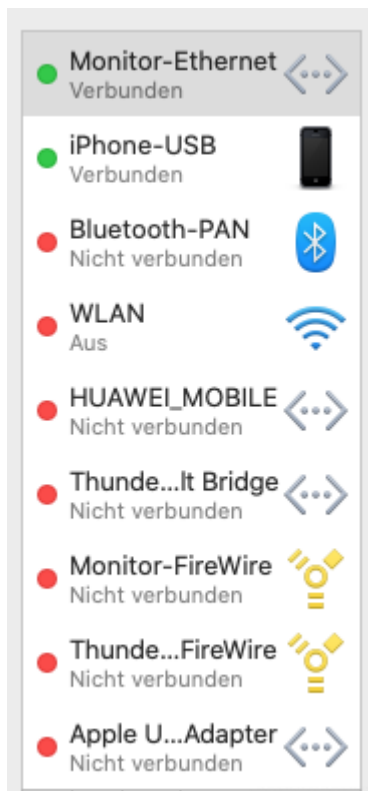 Monitor-Ethernet
Verbunden
iPhone-USB
Verbunden
Bluetooth-PAN
Nicht verbunden
WLAN
Aus
HUAWEI_MOBILE
Nicht verbunden
Thunde...lt Bridge
Nicht verbunden
Monitor-FireWire
Nicht verbunden
Thunde...FireWire
Nicht verbunden
Apple U...Adapter
Nicht verbunden